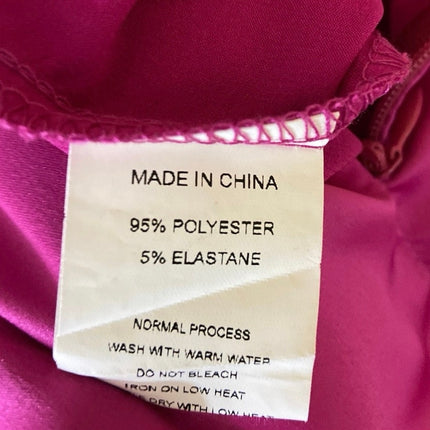 MADE IN CHINA
95% POLYESTER
5% ELASTANE
NORMAL PROCESS
WASH WITH WARM WATER
DO NOT BLEACH
IRON ON LOW HEAT
DRY WITH LOW HEAT